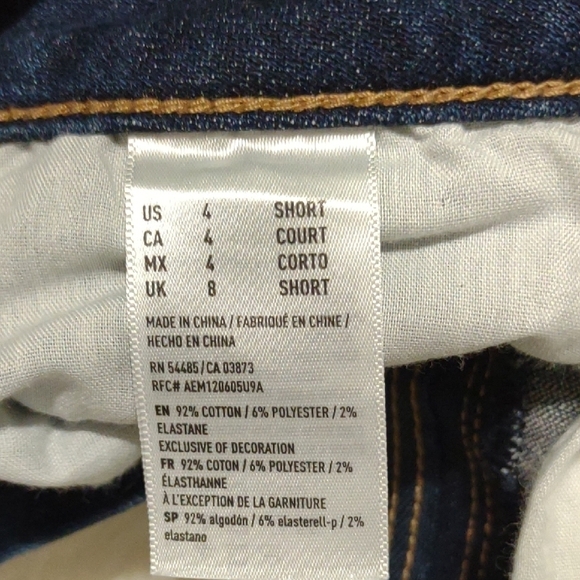 US 4 SHORT
CA 4 COURT
MX 4 CORTO
UK 8 SHORT
MADE IN CHINA / FABRIQUÉ EN CHINE /
HECHO EN CHINA
RN 54485 / CA 03873
RFC# AEM120605U9A
EN 92% COTTON / 6% POLYESTER / 2%
ELASTANE
EXCLUSIVE OF DECORATION
FR 92% COTON / 6% POLYESTER / 2%
ÉLASTHANNE
À L'EXCEPTION DE LA GARNITURE
SP 92% algodón / 6% elasterell-p / 2%
elastano